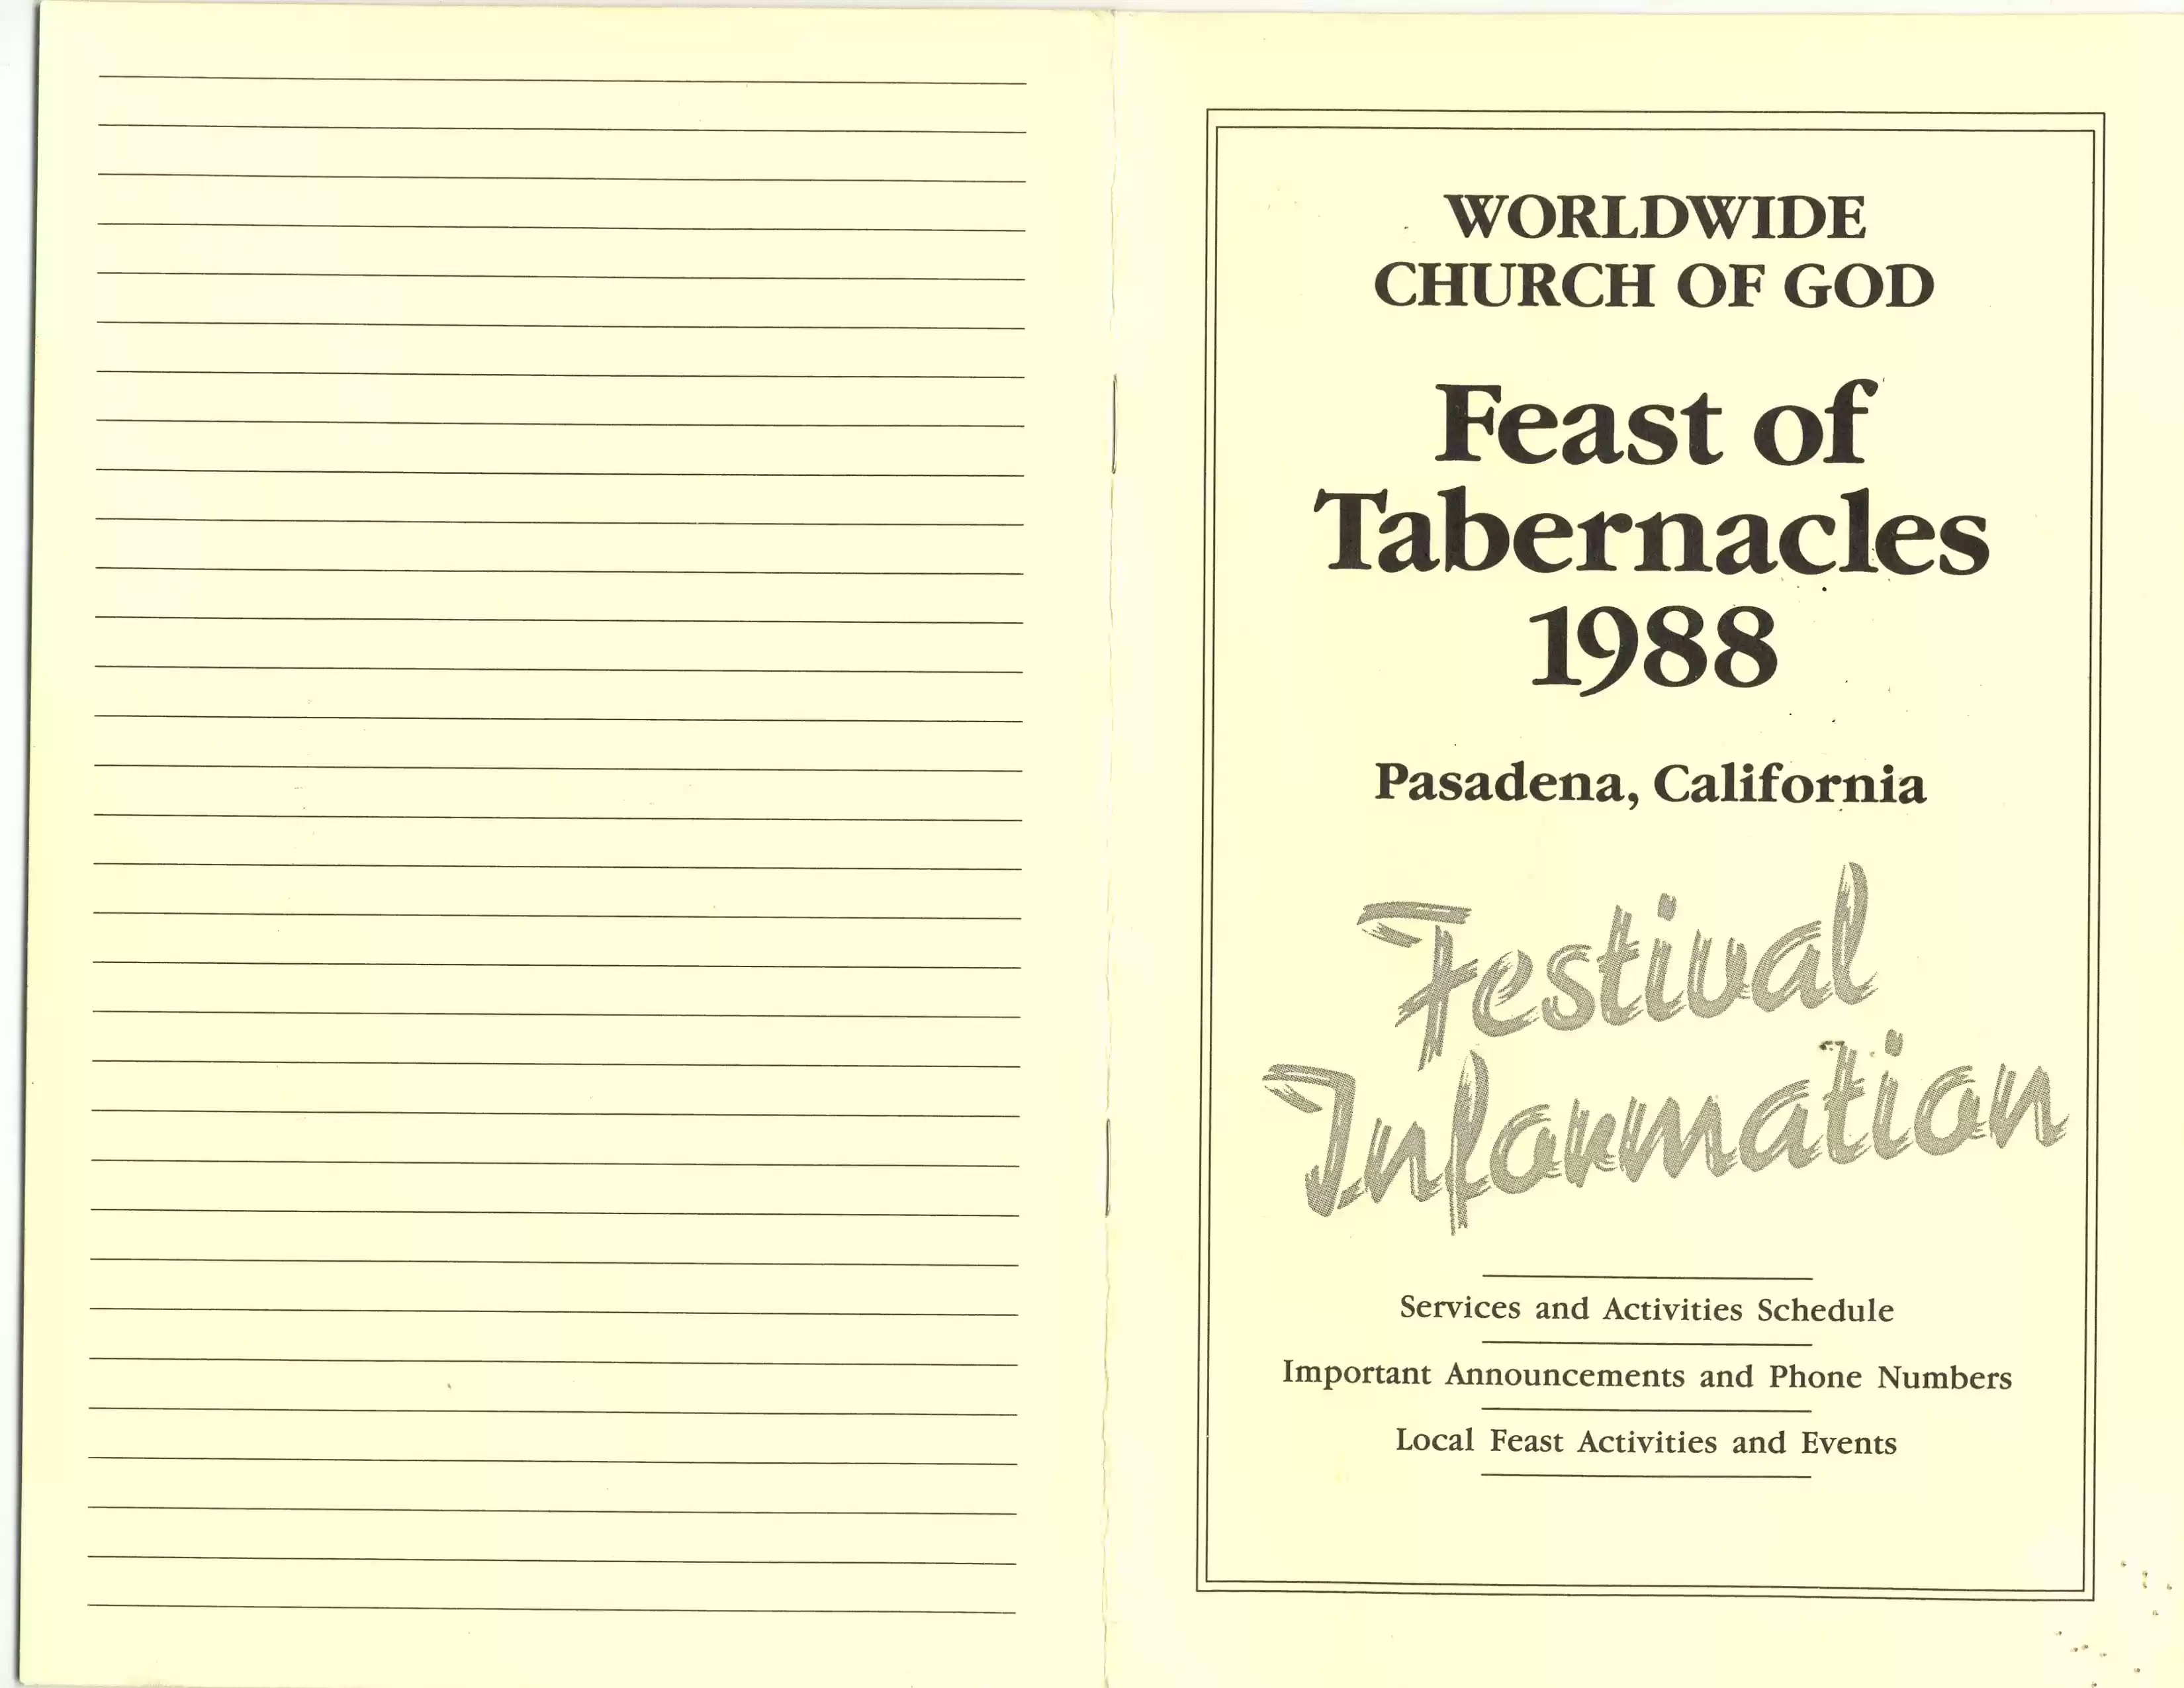 WORLDWIDE
CHURCH OF GOD
Feast of
Tabernacles
1988
Pasadena, California
Festival
Information
Services and Activities Schedule
Important Announcements and Phone Numbers
Local Feast Activities and Events